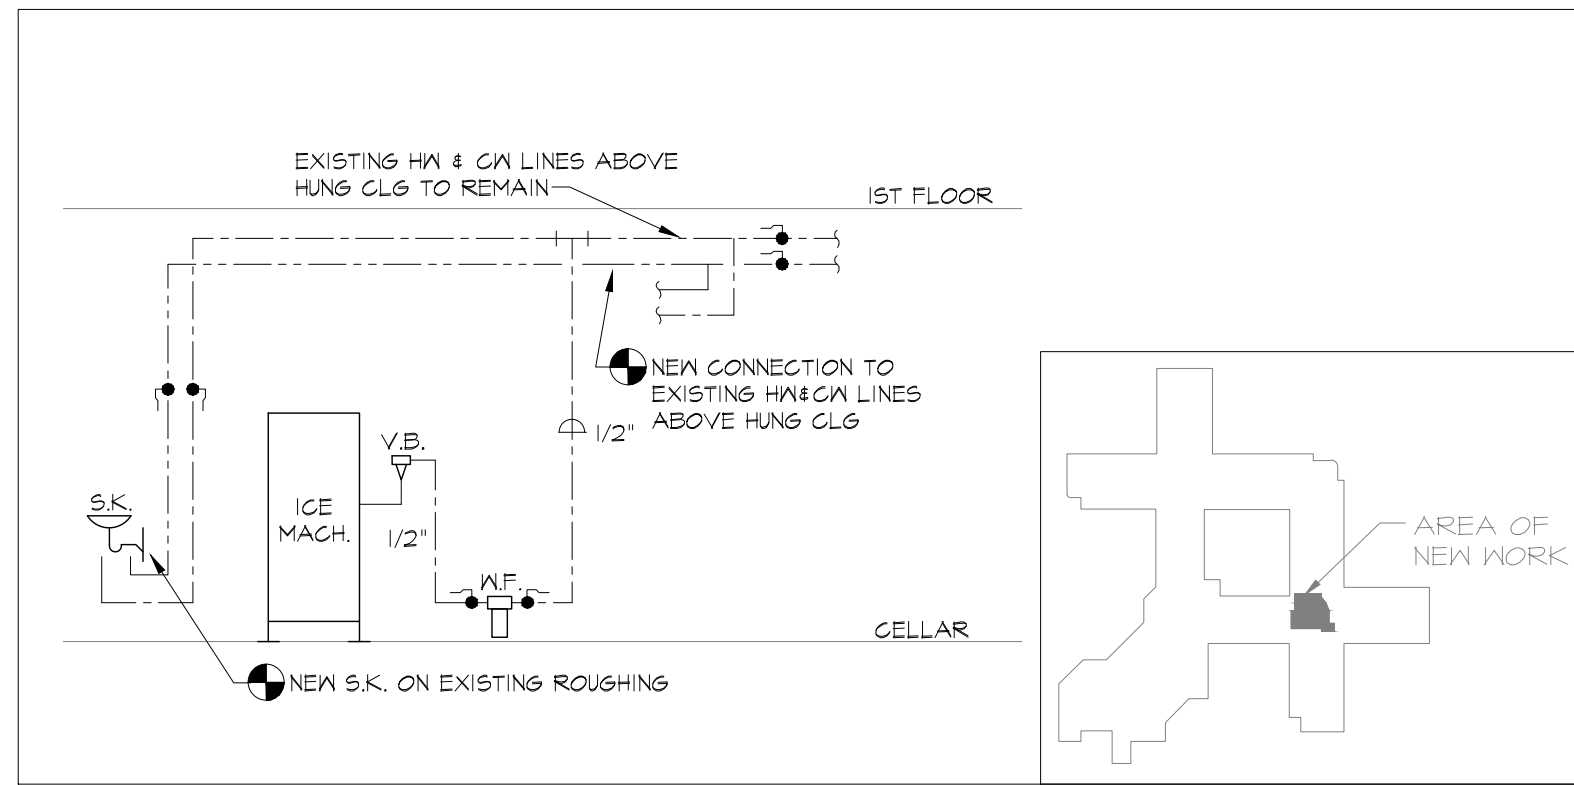 EXISTING HW & CW LINES ABOVE
HUNG CLG TO REMAIN
1ST FLOOR
NEW CONNECTION TO
EXISTING HW&CW LINES
ABOVE HUNG CLG
1/2"
V.B.
S.K.
ICE
MACH.
1/2"
W.F.
CELLAR
NEW S.K. ON EXISTING ROUGHING
AREA OF
NEW WORK